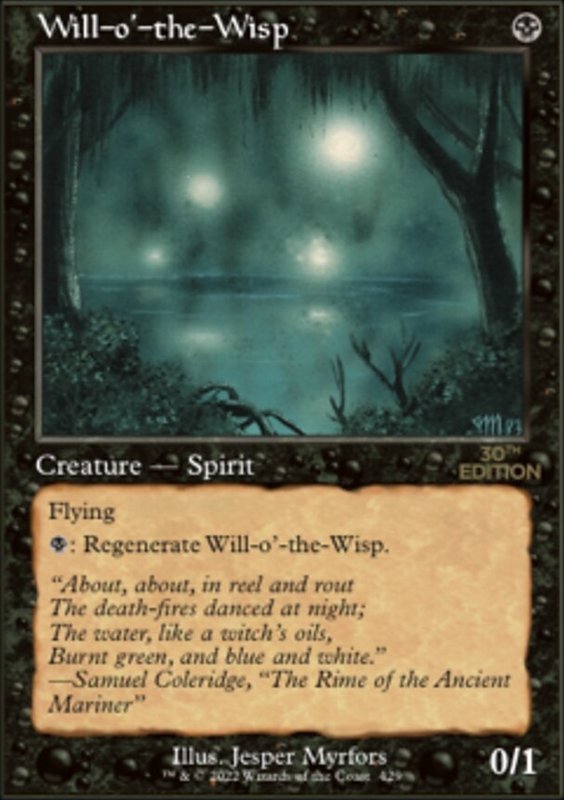 Will-o'-the-Wisp
30TH
EDITION
Creature — Spirit
Flying
: Regenerate Will-o'-the-Wisp.
“About, about, in reel and rout
The death-fires danced at night;
The water, like a witch's oils,
Burnt green, and blue and white.”
—Samuel Coleridge, “The Rime of the Ancient
Mariner”
Illus. Jesper Myrfors
™ & © 2022 Wizards of the Coast 429
0/1